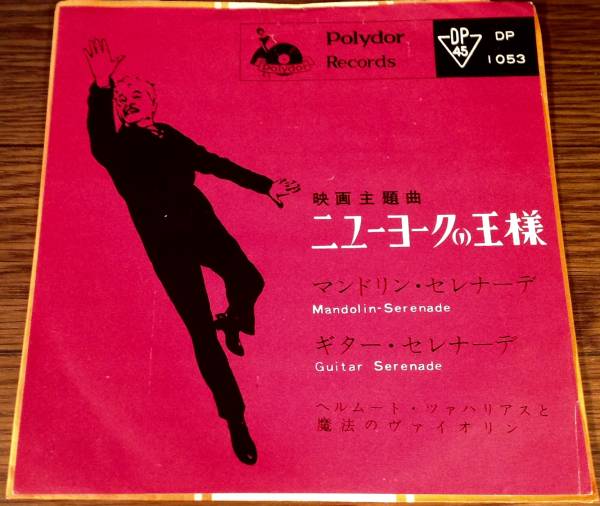 Polydor
Records
polydor
DP
45
DP
1053
映画主題曲
ニューヨークの王様
マンドリン・セレナーデ
Mandolin-Serenade
ギター・セレナーデ
Guitar Serenade
ヘルムート・ツァハリアスと
魔法のヴァイオリン